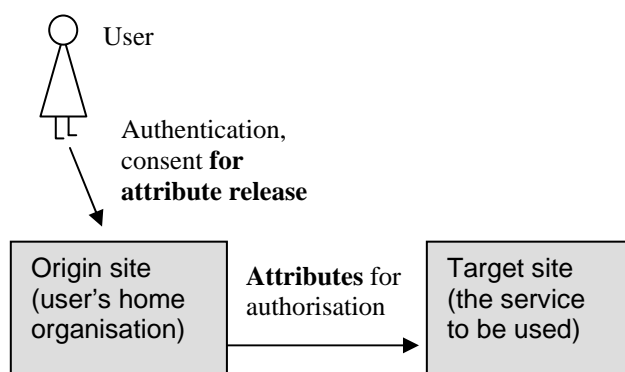 User
Authentication,
consent for
attribute release
Origin site
(user's home
organisation)
Attributes for
authorisation
Target site
(the service
to be used)